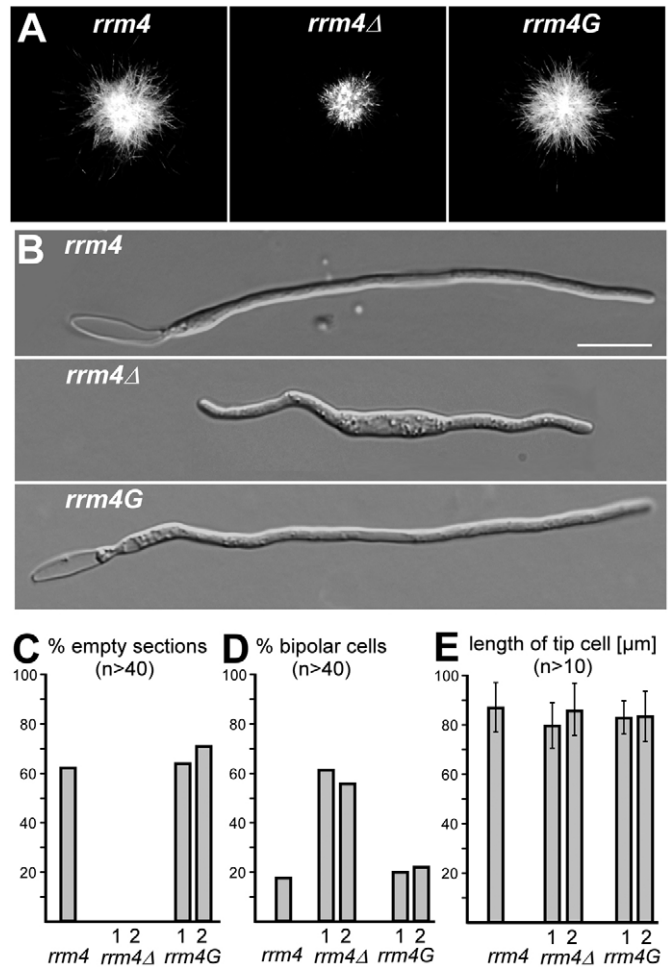 A
rrm4
rrm4Δ
rrm4G
B
rrm4
rrm4Δ
rrm4G
C % empty sections
(n>40)
100
80
60
40
20
1 2
1 2
rrm4
rrm4Δ
rrm4G
D % bipolar cells
(n>40)
100
80
60
40
20
1 2
1 2
rrm4
rrm4Δ
rrm4G
E length of tip cell [µm]
(n>10)
100
80
60
40
20
1 2
1 2
rrm4
rrm4Δ
rrm4G